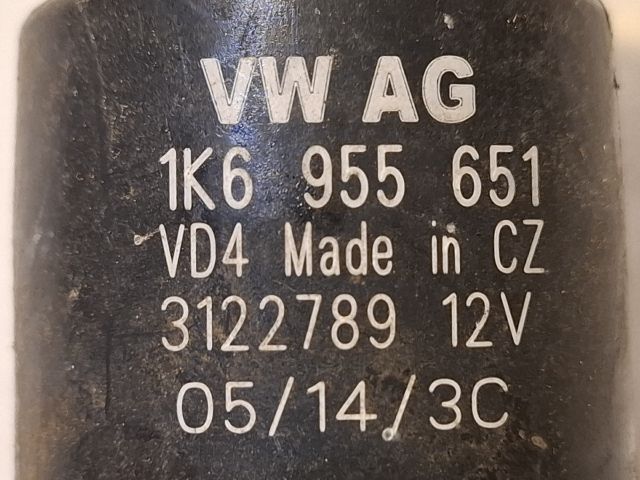 VW AG
1K6 955 651
VD4 Made in CZ
3122789 12V
05/14/3C